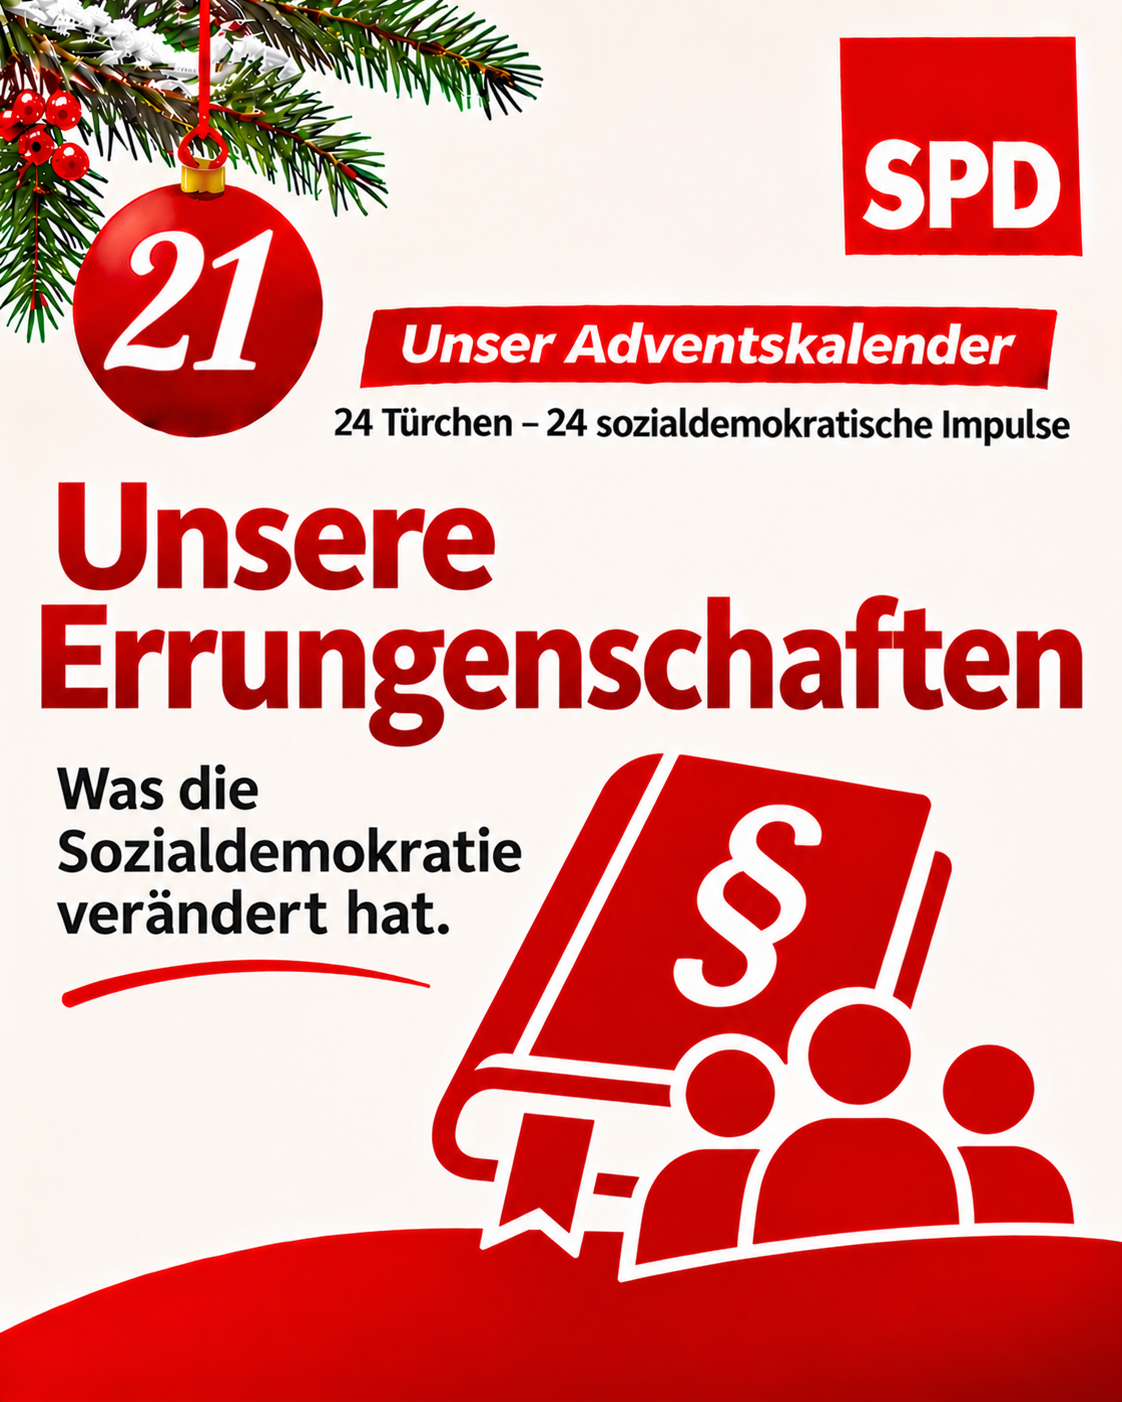 SPD
21
Unser Adventskalender
24 Türchen – 24 sozialdemokratische Impulse
Unsere
Errungenschaften
Was die
Sozialdemokratie
verändert hat.
§